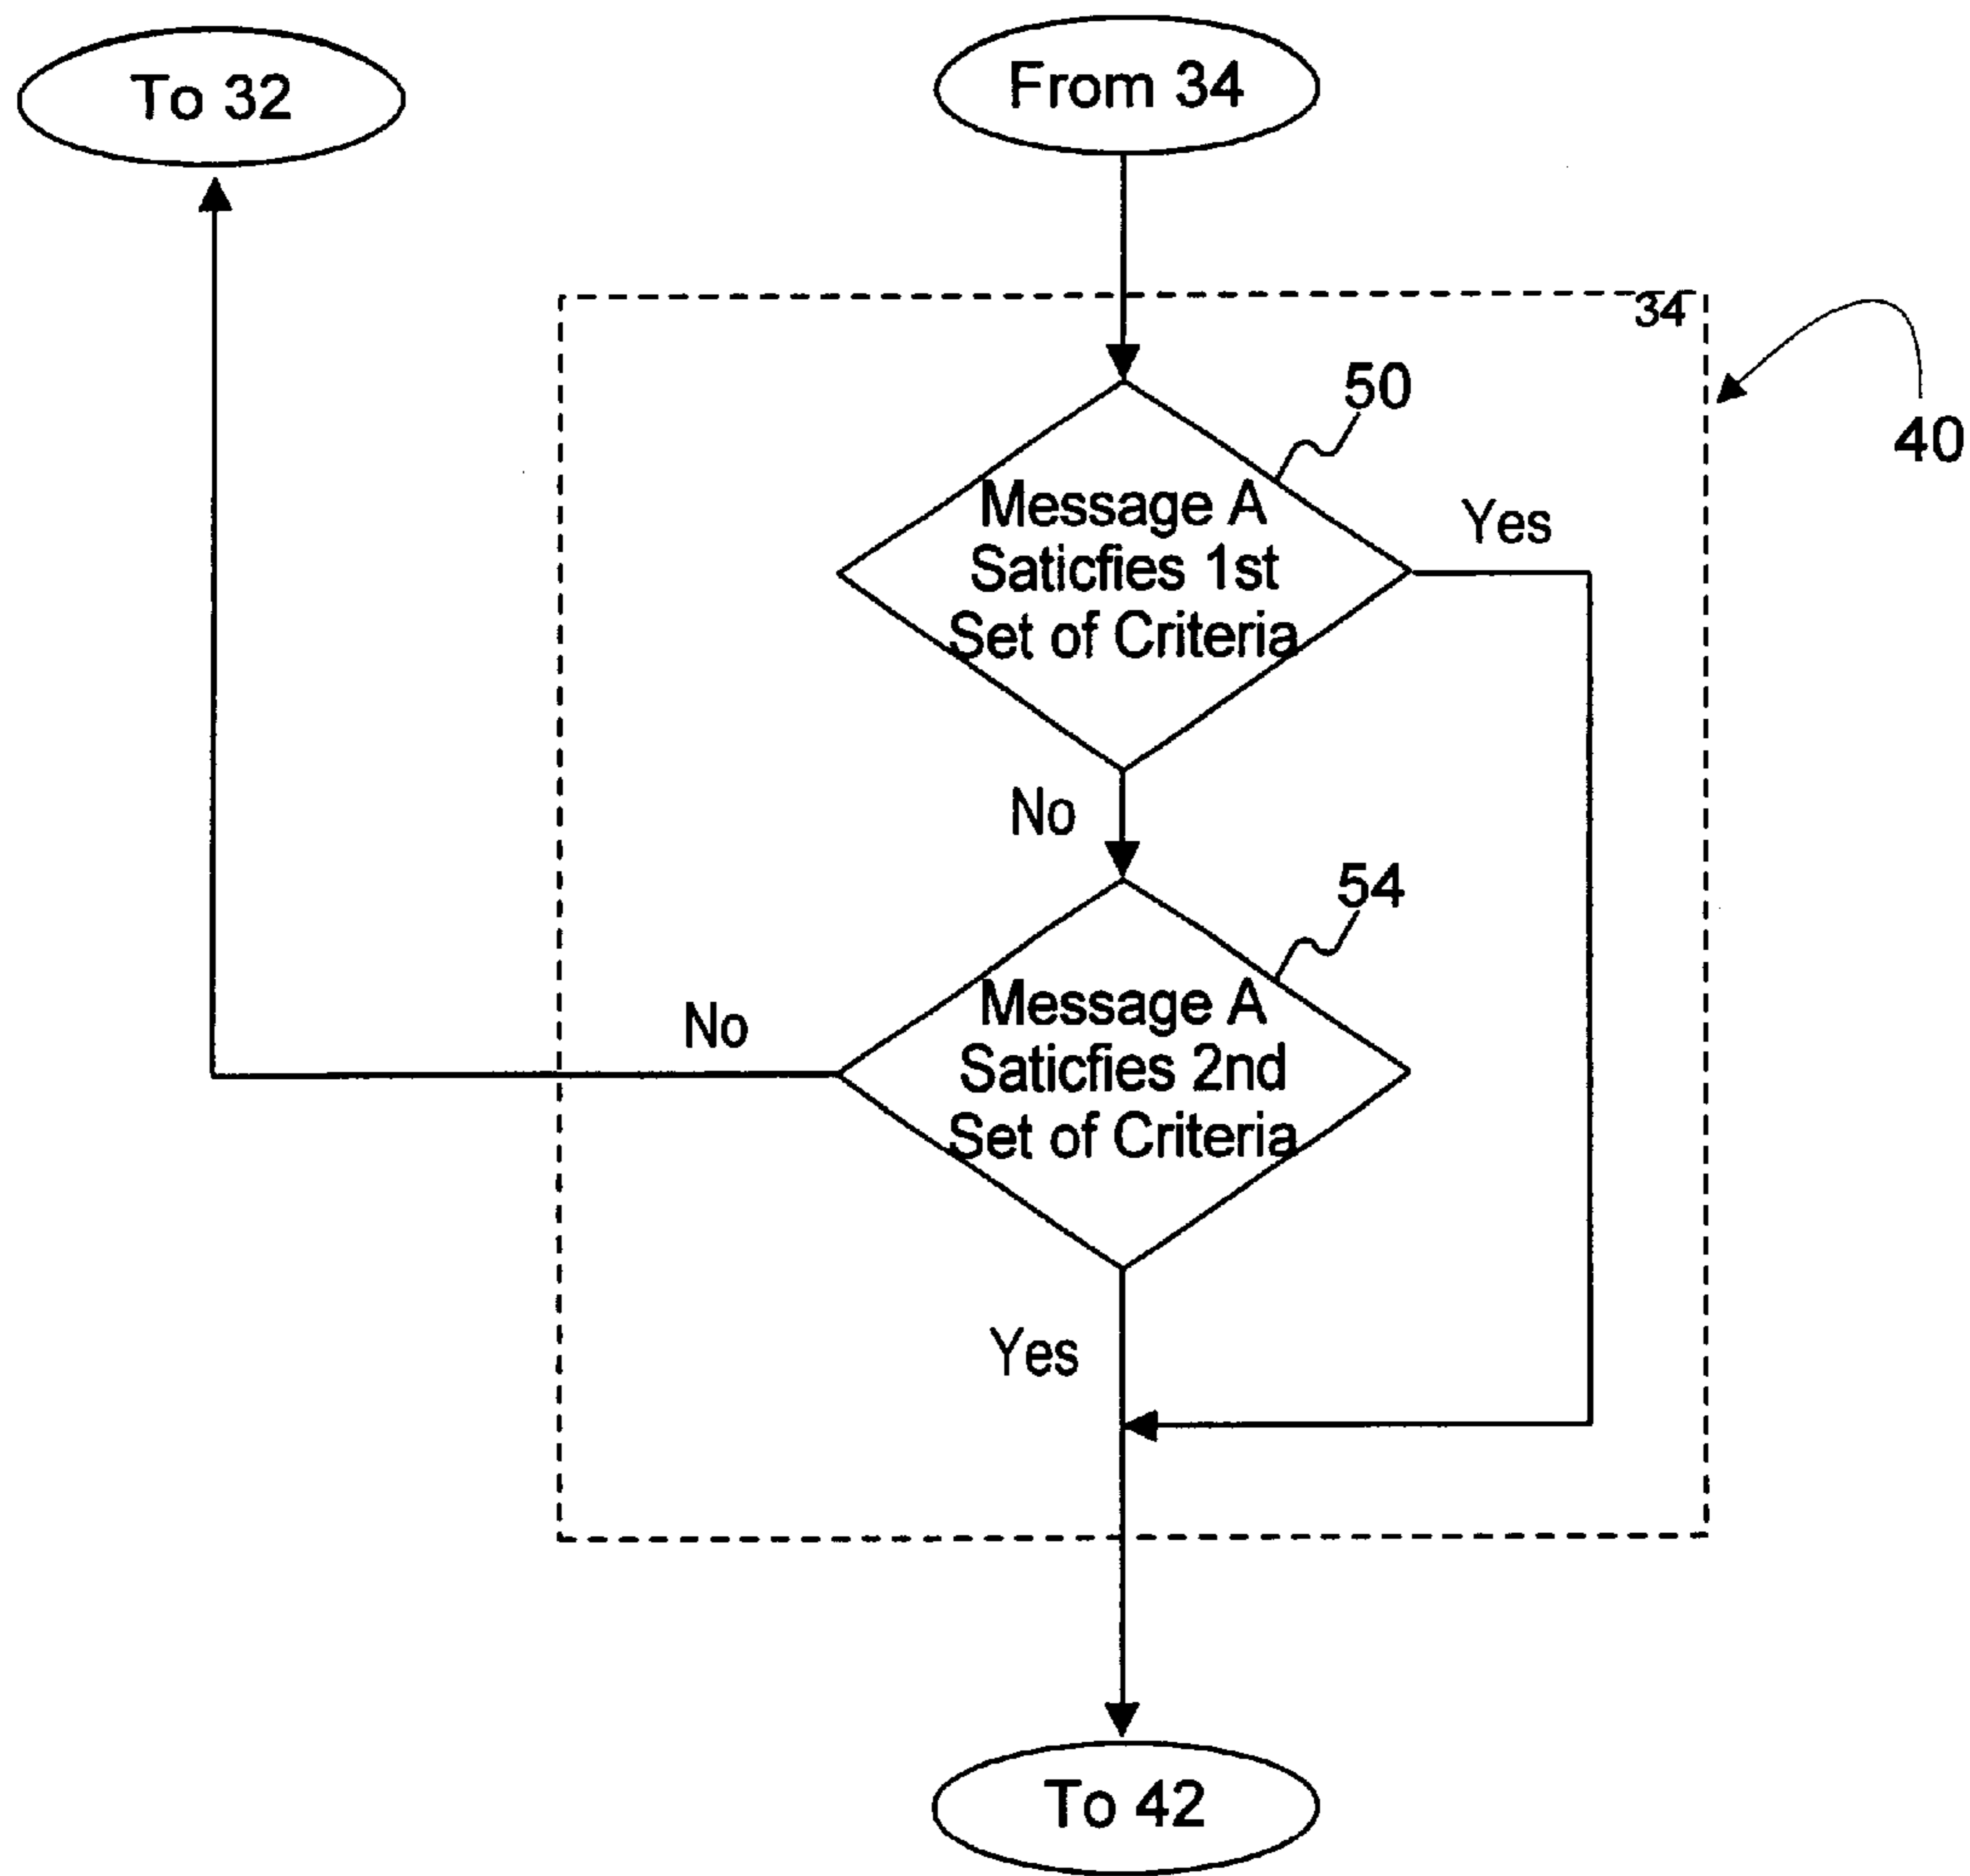 To 32
From 34
34
50
40
Message A
Saticfies 1st
Set of Criteria
Yes
No
54
Message A
Saticfies 2nd
Set of Criteria
No
Yes
To 42